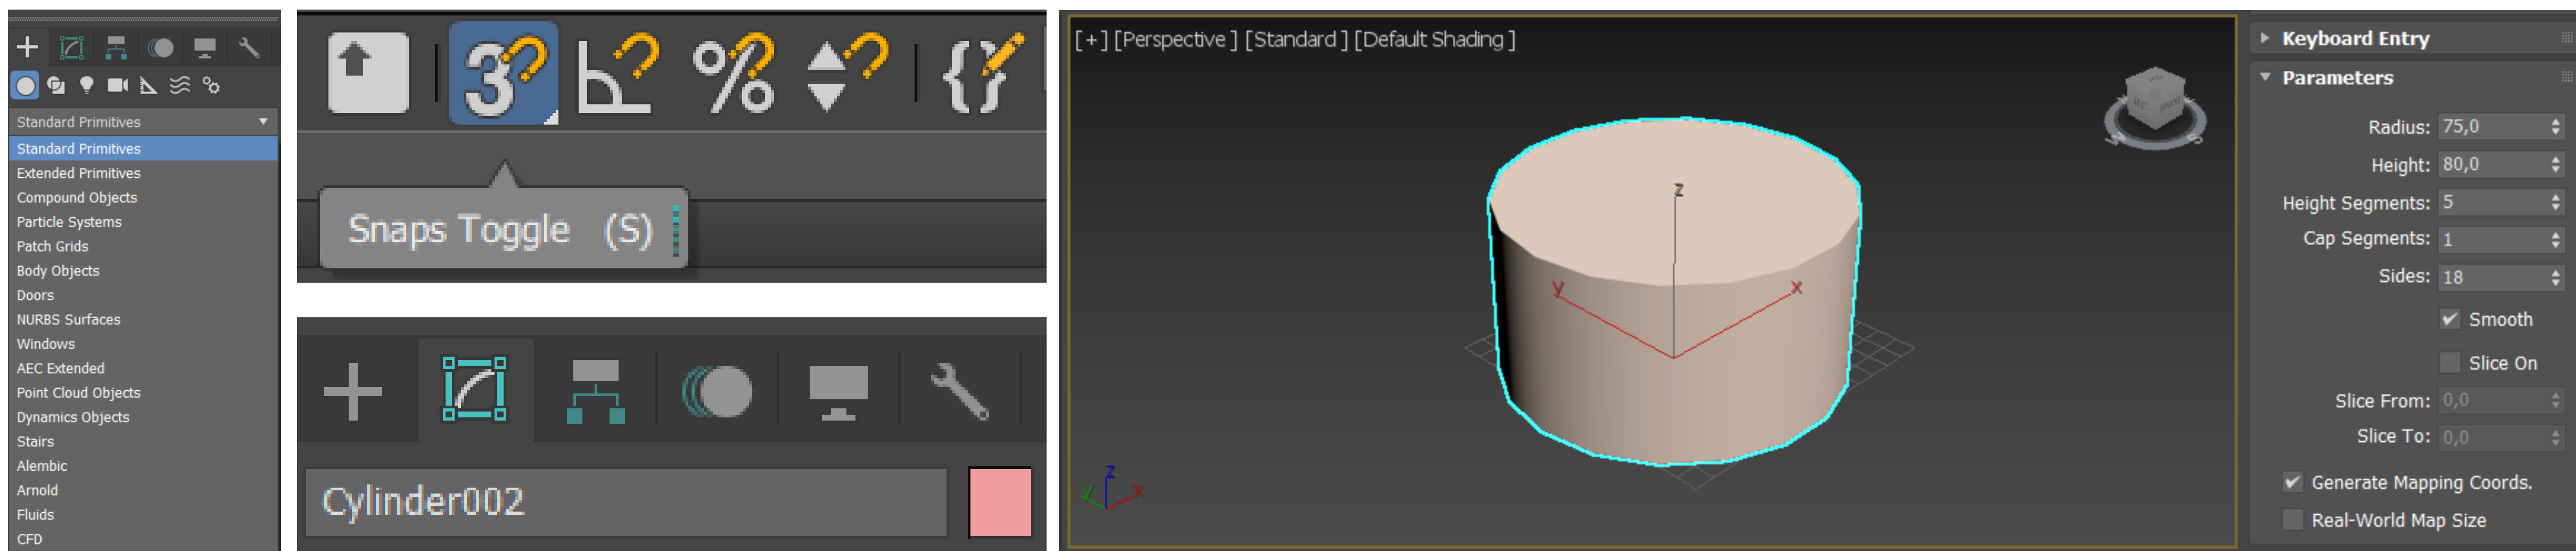 Standard Primitives
Standard Primitives
Extended Primitives
Compound Objects
Particle Systems
Patch Grids
Body Objects
Doors
NURBS Surfaces
Windows
AEC Extended
Point Cloud Objects
Dynamics Objects
Stairs
Alembic
Arnold
Fluids
CFD
3
%
{}
Snaps Toggle (S)
Cylinder002
[+] [Perspective] [Standard] [Default Shading]
z
y
x
z
y
x
Keyboard Entry
Parameters
Radius: 75,0
Height: 80,0
Height Segments: 5
Cap Segments: 1
Sides: 18
Smooth
Slice On
Slice From: 0,0
Slice To: 0,0
Generate Mapping Coords.
Real-World Map Size